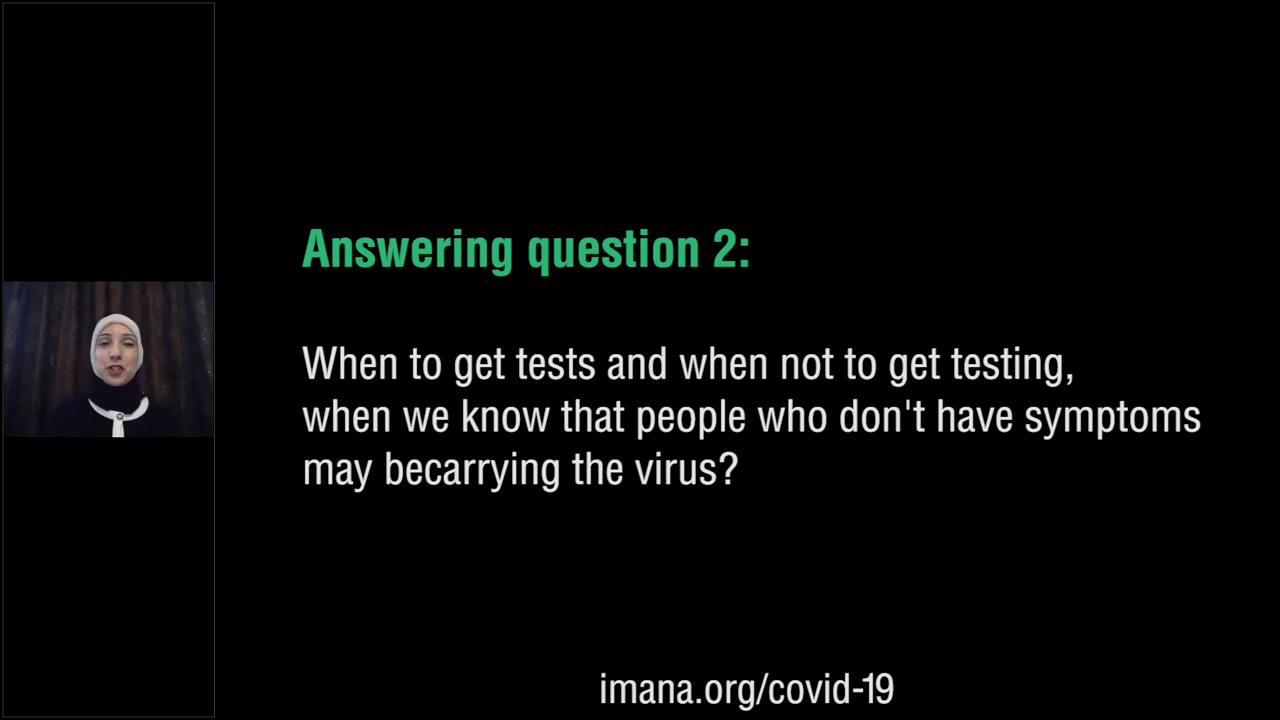 Answering question 2:
When to get tests and when not to get testing,
when we know that people who don't have symptoms
may becarrying the virus?
imana.org/covid-19